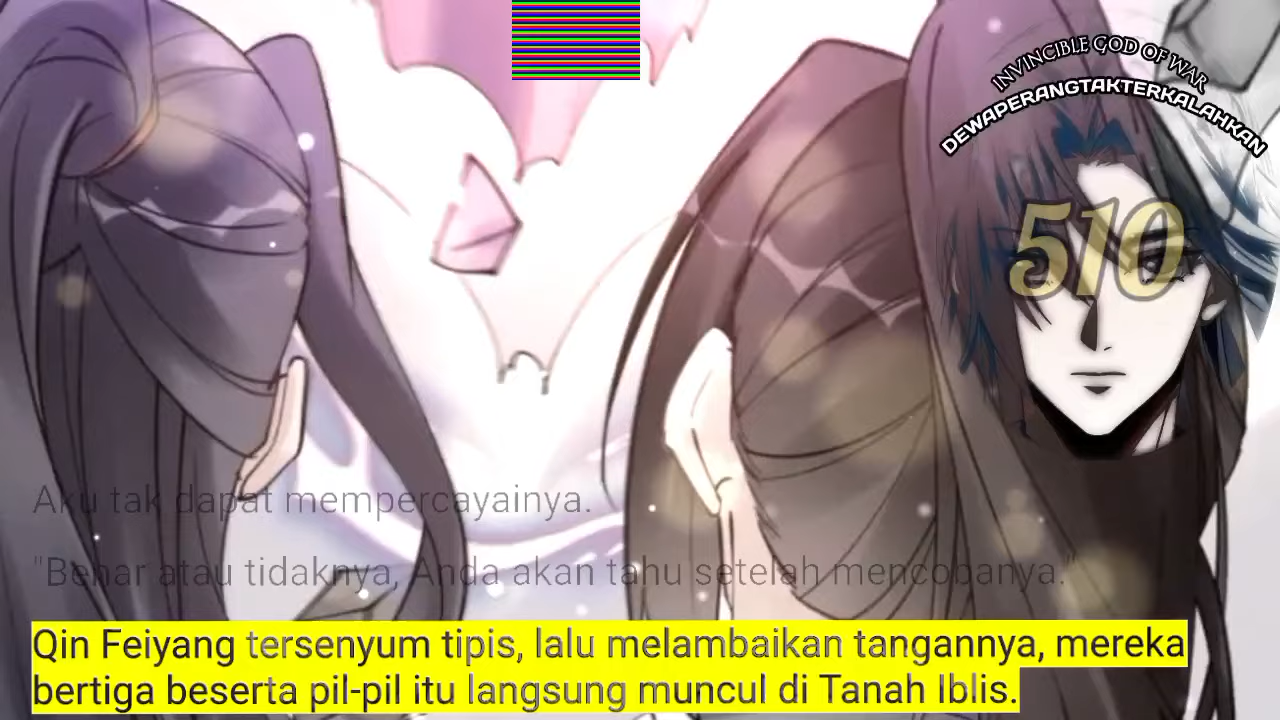 INVINCIBLE GOD OF WAR
DEWAPERANGTAKTERKALAHKAN
510
Aku tak dapat mempercayainya.
"Benar atau tidaknya, Anda akan tahu setelah mencobanya."
Qin Feiyang tersenyum tipis, lalu melambaikan tangannya, mereka
bertiga beserta pil-pil itu langsung muncul di Tanah Iblis.